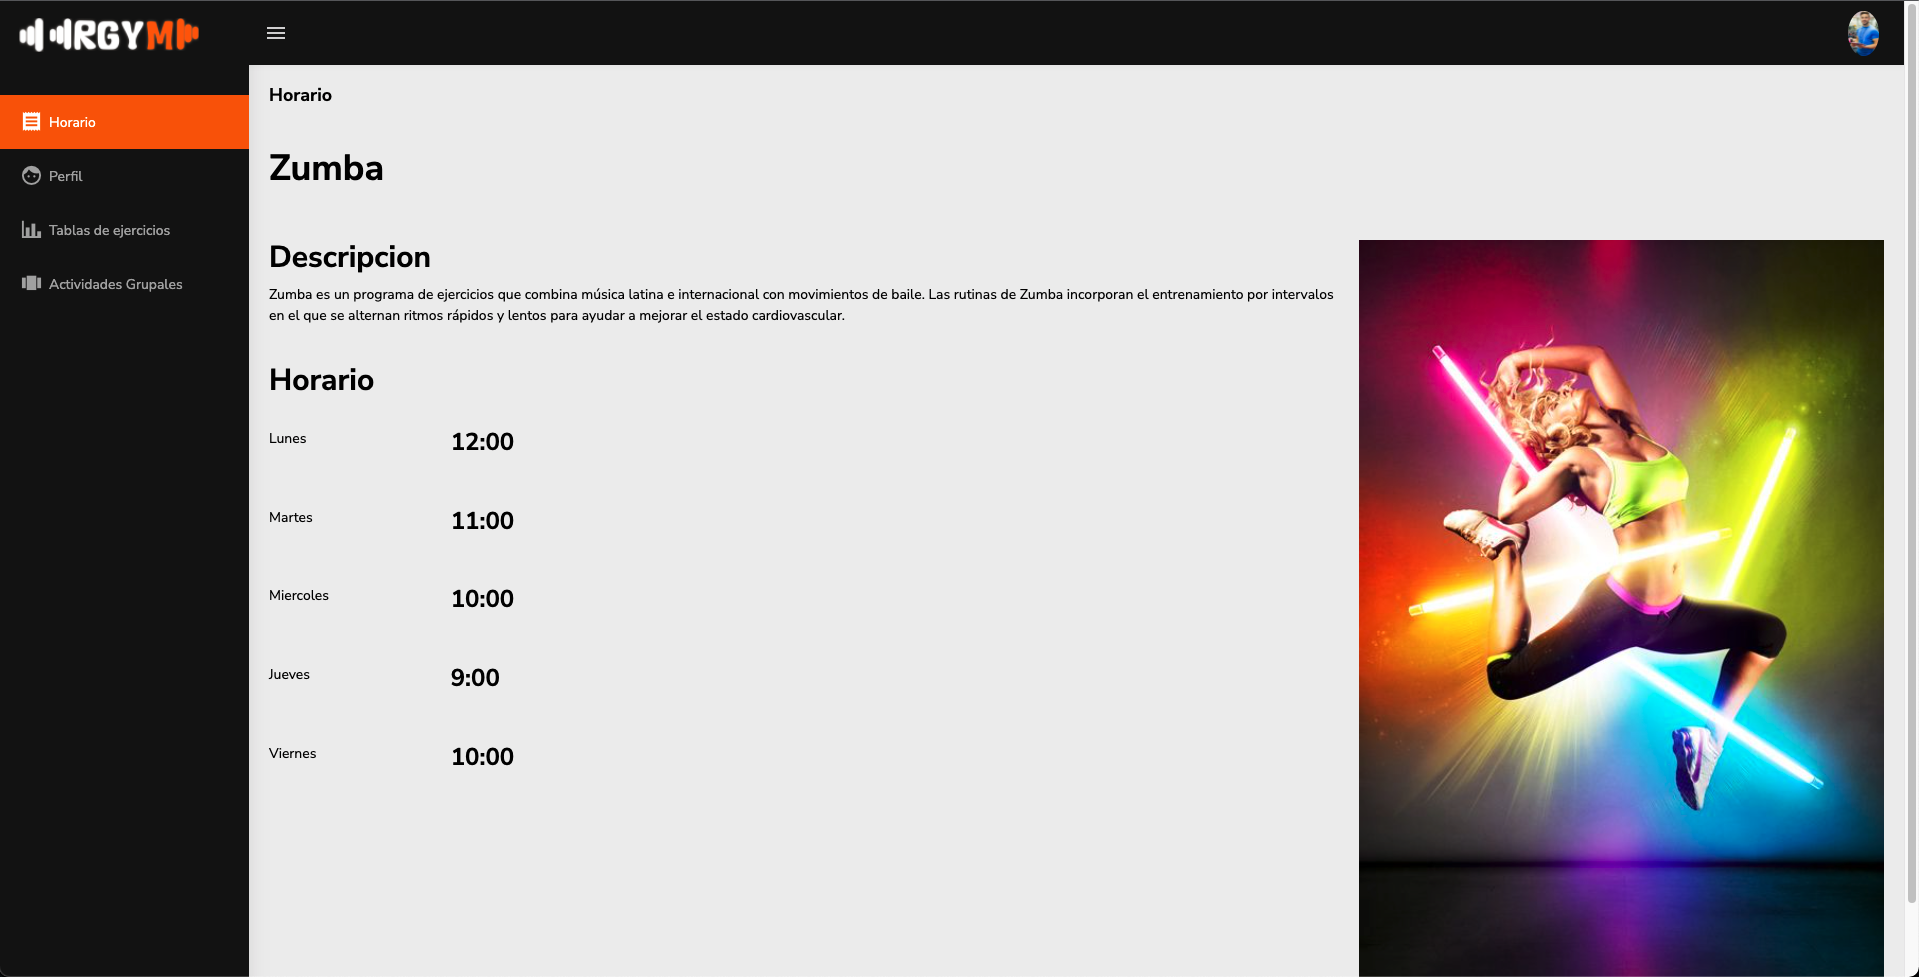 IRGYM
Horario
Perfil
Tablas de ejercicios
Actividades Grupales
Horario
Zumba
Descripcion
Zumba es un programa de ejercicios que combina música latina e internacional con movimientos de baile. Las rutinas de Zumba incorporan el entrenamiento por intervalos
en el que se alternan ritmos rápidos y lentos para ayudar a mejorar el estado cardiovascular.
Horario
Lunes 12:00
Martes 11:00
Miercoles 10:00
Jueves 9:00
Viernes 10:00